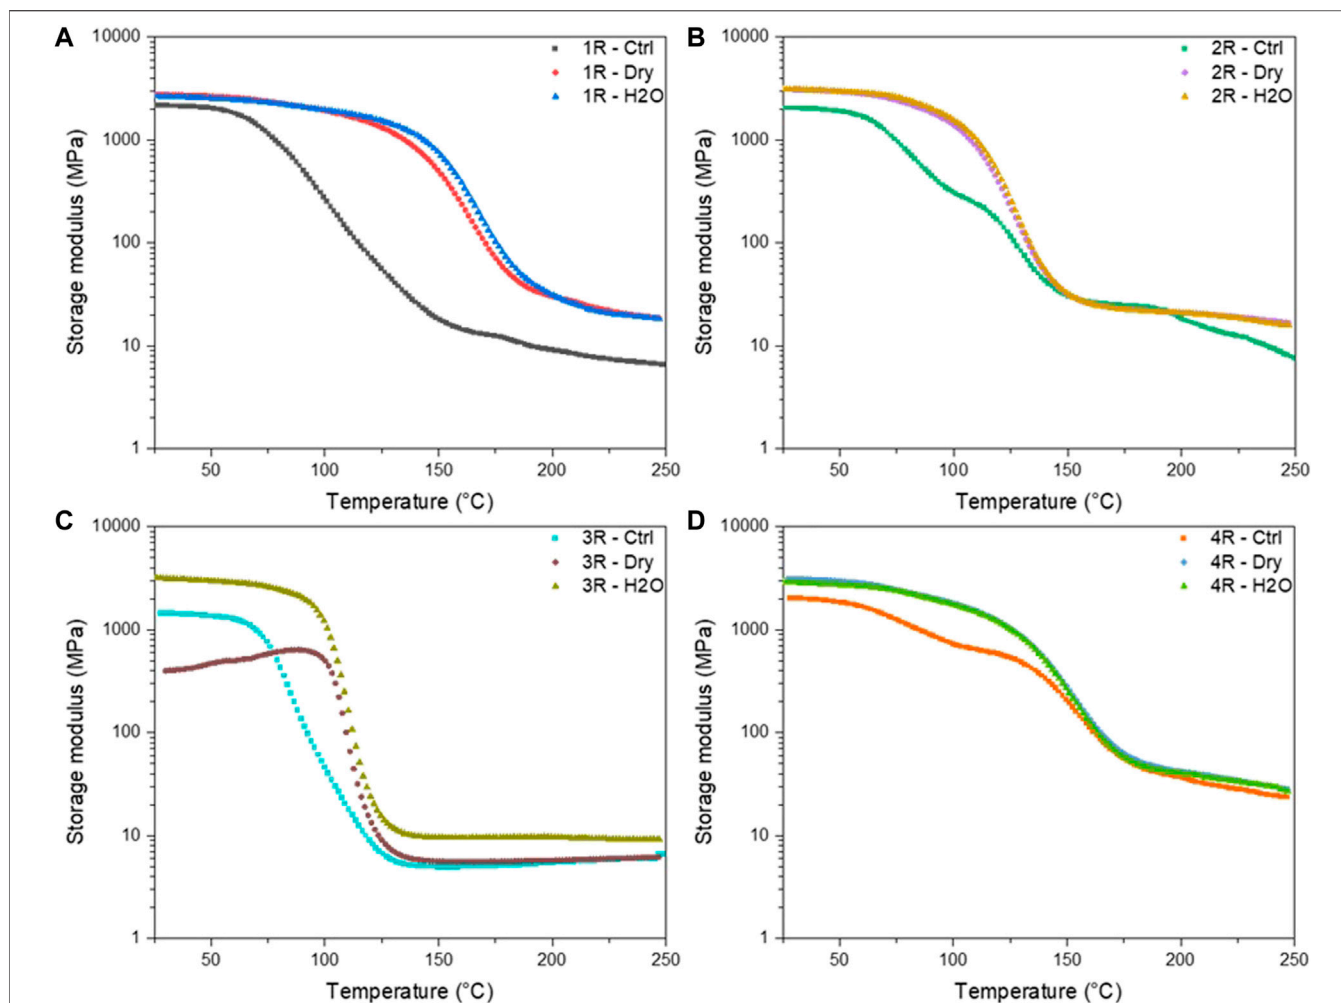 A
10000
1000
100
10
1
Storage modulus (MPa)
1R - Ctrl
1R - Dry
1R - H2O
50
100
150
200
250
Temperature (°C)
B
10000
1000
100
10
1
Storage modulus (MPa)
2R - Ctrl
2R - Dry
2R - H2O
50
100
150
200
250
Temperature (°C)
C
10000
1000
100
10
1
Storage modulus (MPa)
3R - Ctrl
3R - Dry
3R - H2O
50
100
150
200
250
Temperature (°C)
D
10000
1000
100
10
1
Storage modulus (MPa)
4R - Ctrl
4R - Dry
4R - H2O
50
100
150
200
250
Temperature (°C)